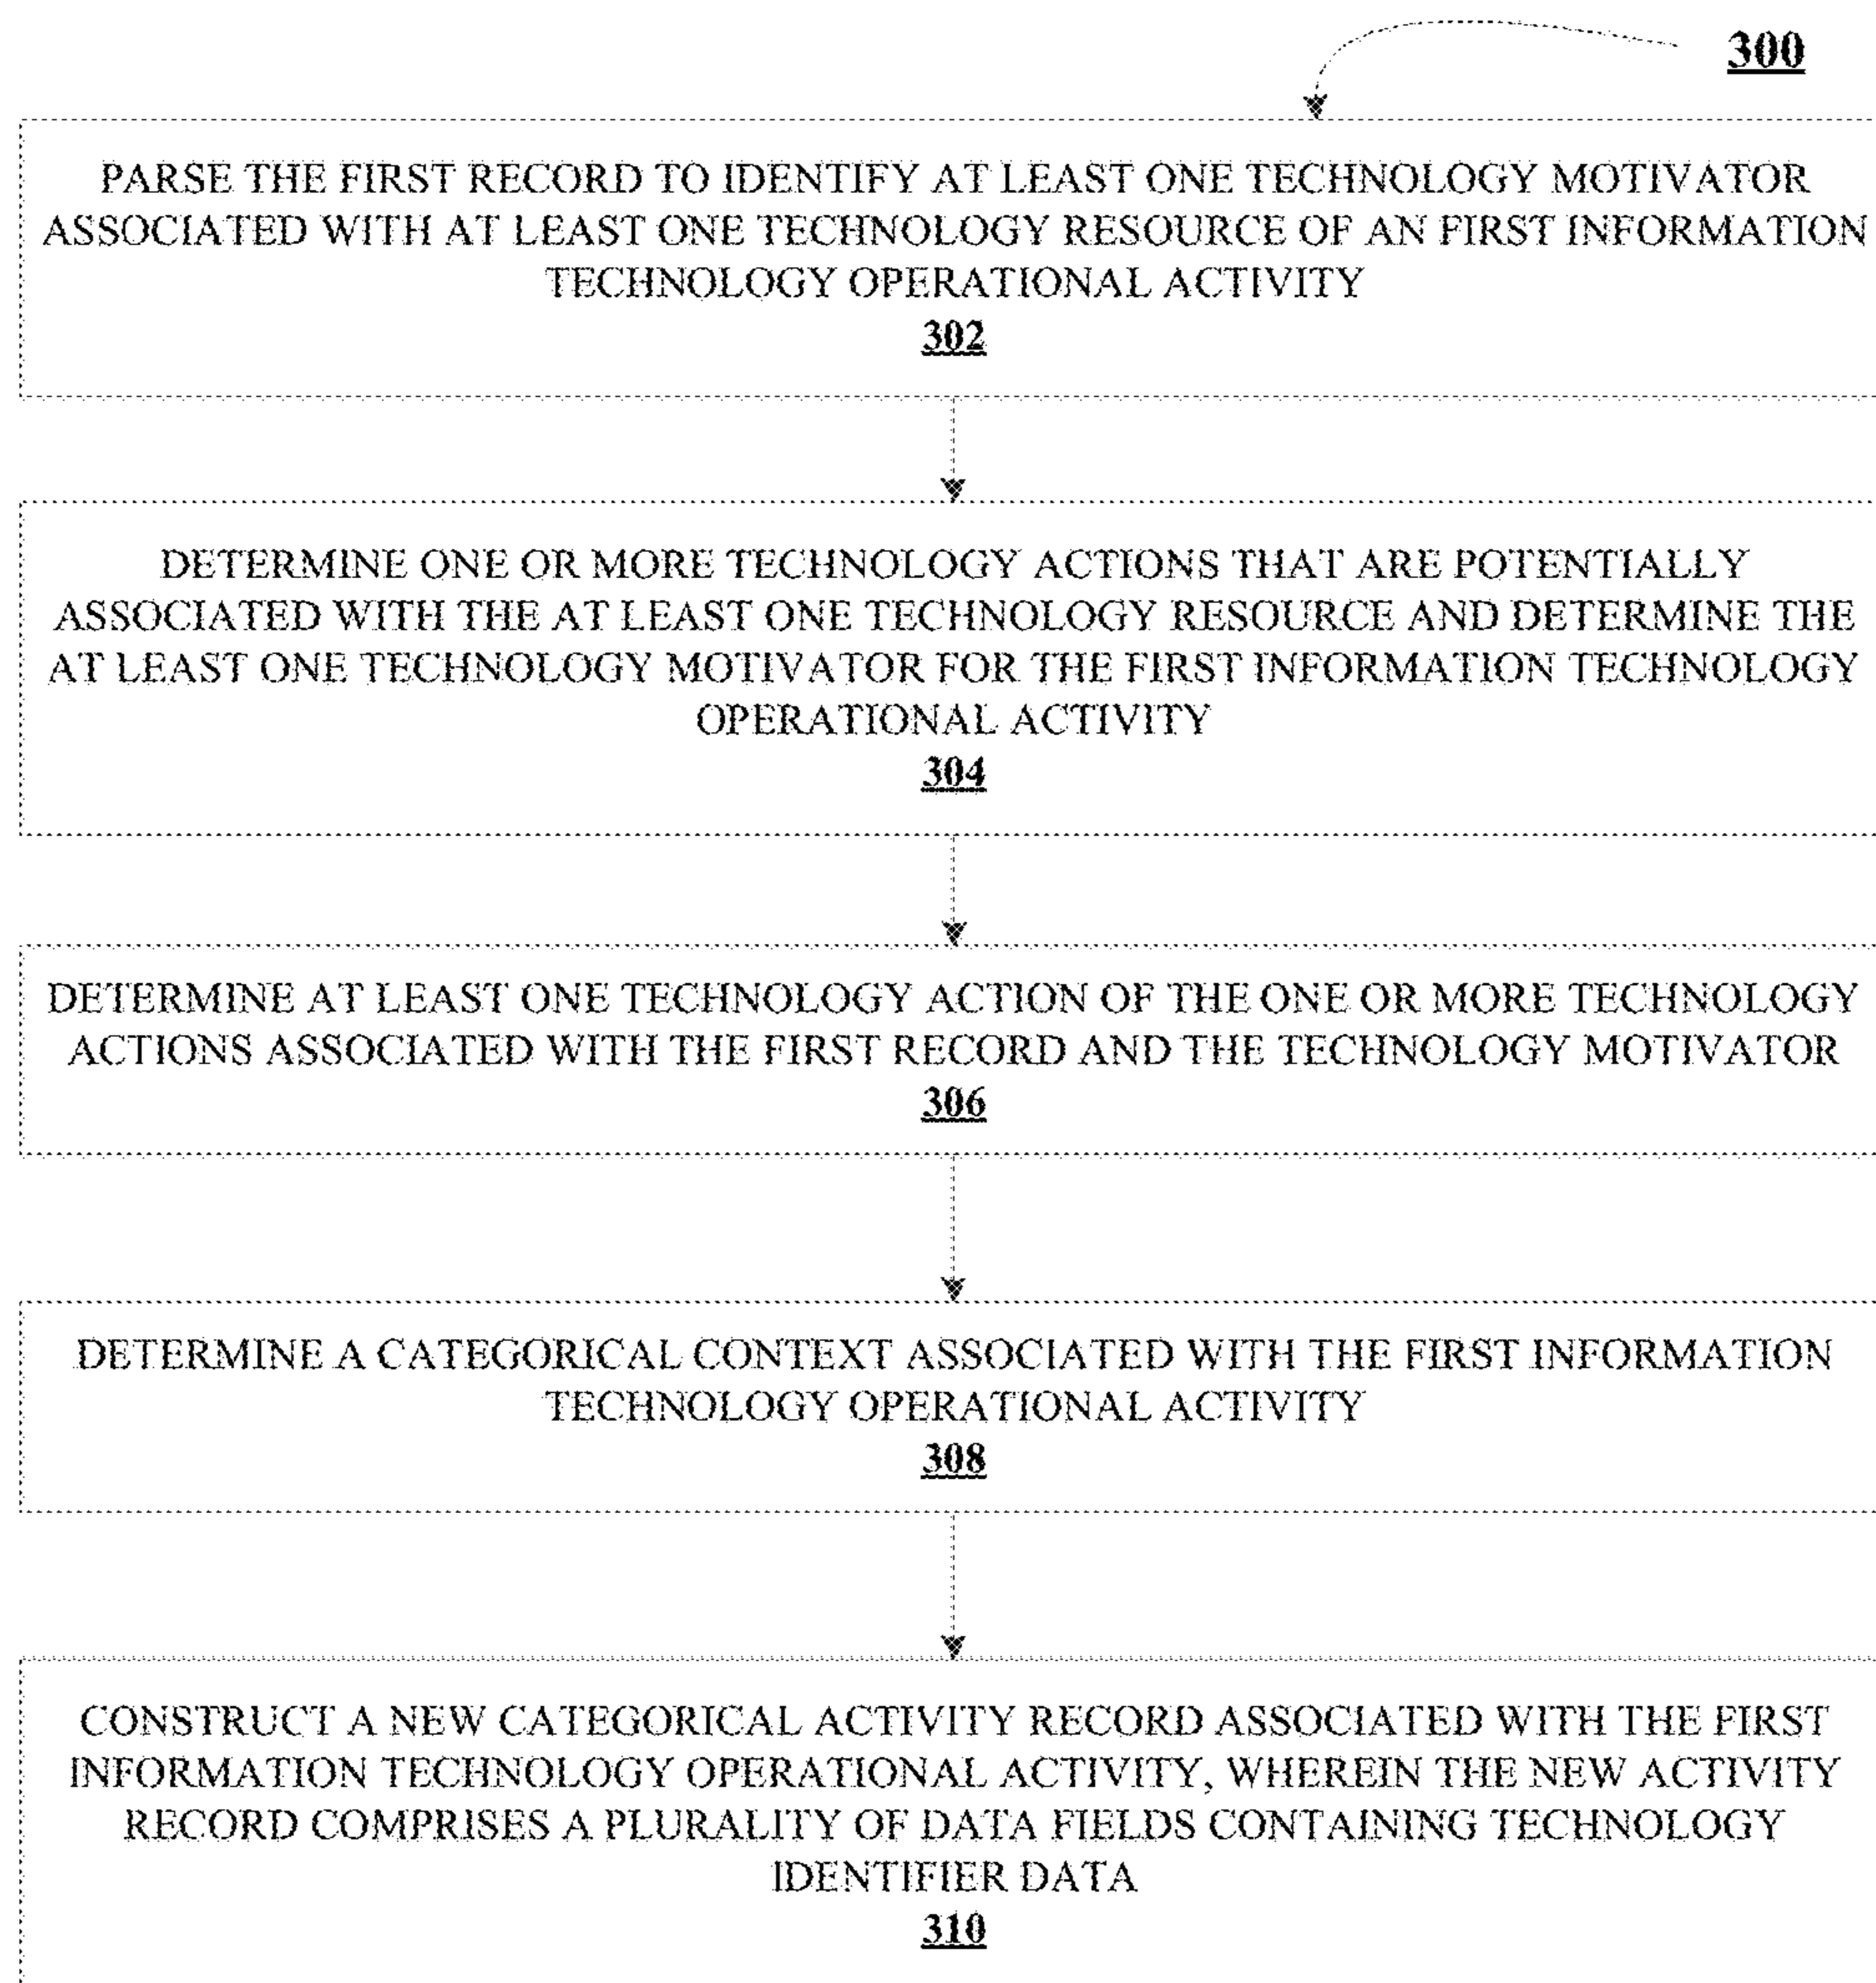 300
PARSE THE FIRST RECORD TO IDENTIFY AT LEAST ONE TECHNOLOGY MOTIVATOR
ASSOCIATED WITH AT LEAST ONE TECHNOLOGY RESOURCE OF AN FIRST INFORMATION
TECHNOLOGY OPERATIONAL ACTIVITY
302
DETERMINE ONE OR MORE TECHNOLOGY ACTIONS THAT ARE POTENTIALLY
ASSOCIATED WITH THE AT LEAST ONE TECHNOLOGY RESOURCE AND DETERMINE THE
AT LEAST ONE TECHNOLOGY MOTIVATOR FOR THE FIRST INFORMATION TECHNOLOGY
OPERATIONAL ACTIVITY
304
DETERMINE AT LEAST ONE TECHNOLOGY ACTION OF THE ONE OR MORE TECHNOLOGY
ACTIONS ASSOCIATED WITH THE FIRST RECORD AND THE TECHNOLOGY MOTIVATOR
306
DETERMINE A CATEGORICAL CONTEXT ASSOCIATED WITH THE FIRST INFORMATION
TECHNOLOGY OPERATIONAL ACTIVITY
308
CONSTRUCT A NEW CATEGORICAL ACTIVITY RECORD ASSOCIATED WITH THE FIRST
INFORMATION TECHNOLOGY OPERATIONAL ACTIVITY, WHEREIN THE NEW ACTIVITY
RECORD COMPRISES A PLURALITY OF DATA FIELDS CONTAINING TECHNOLOGY
IDENTIFIER DATA
310